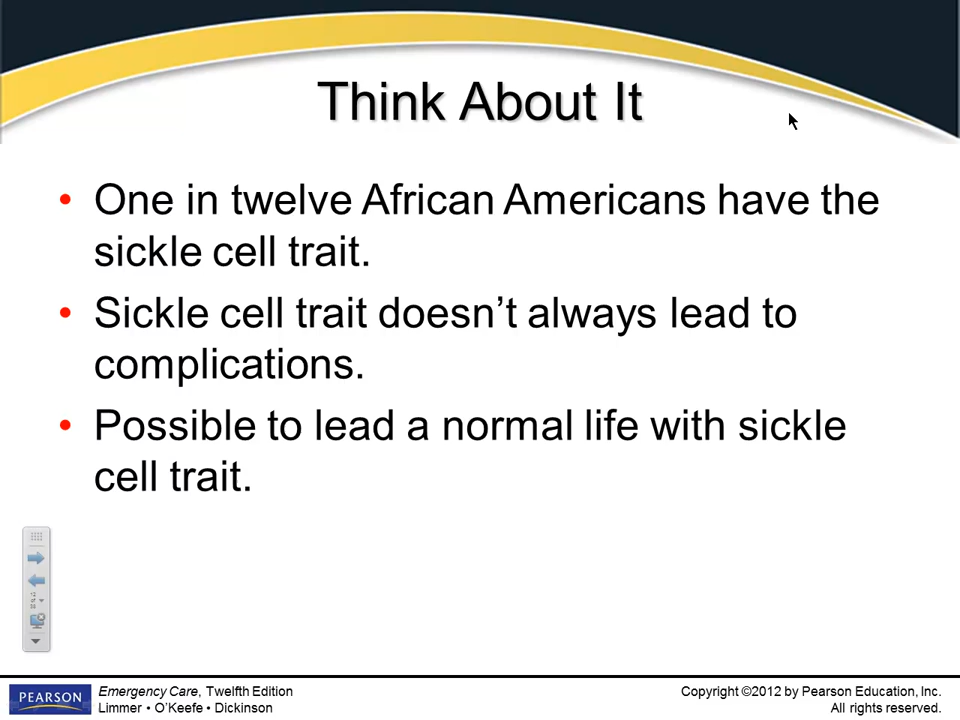 Think About It
• One in twelve African Americans have the
sickle cell trait.
• Sickle cell trait doesn’t always lead to
complications.
• Possible to lead a normal life with sickle
cell trait.
PEARSON
Emergency Care, Twelfth Edition
Limmer • O’Keefe • Dickinson
Copyright ©2012 by Pearson Education, Inc.
All rights reserved.